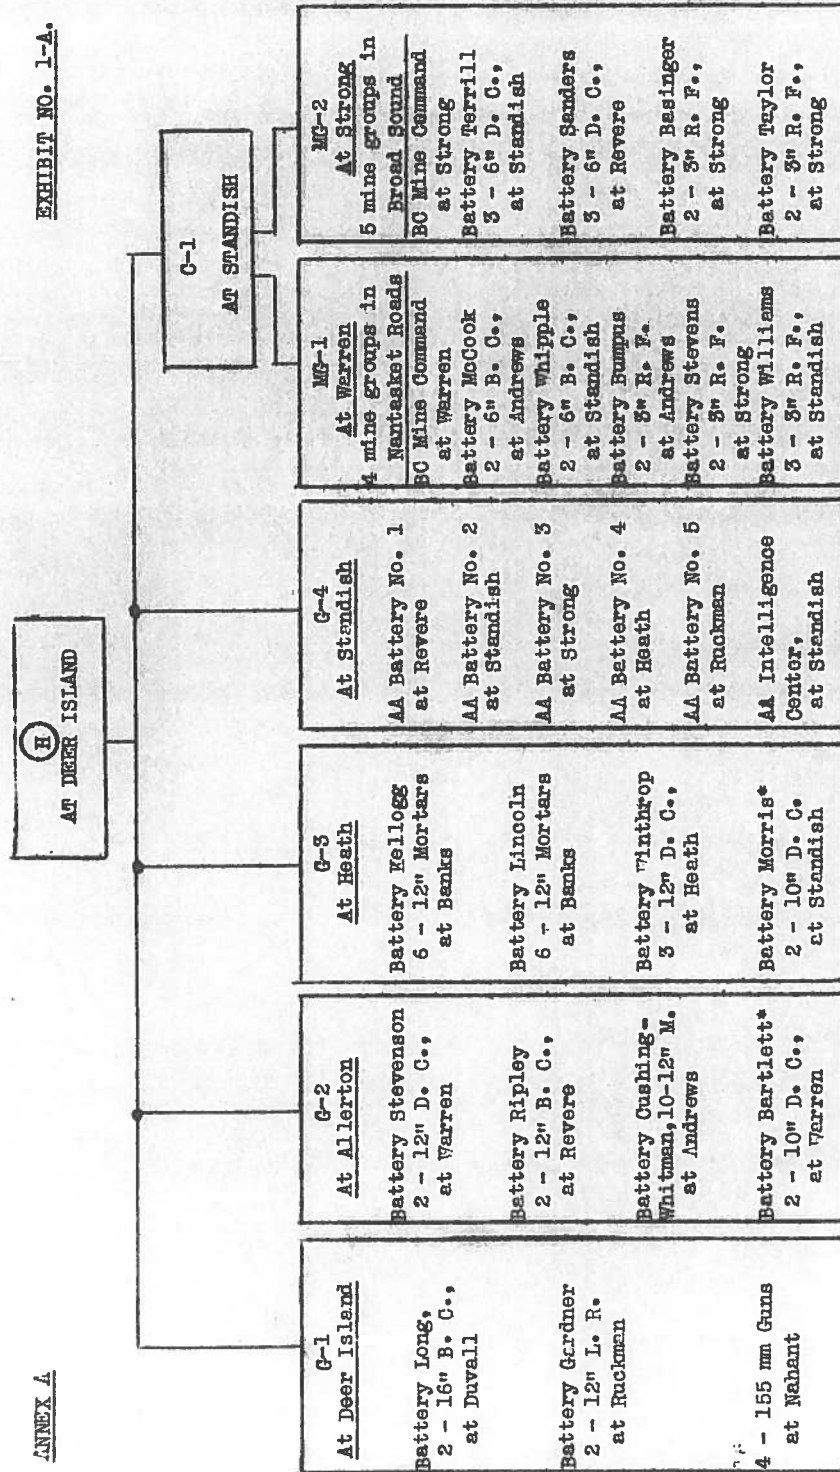 ANNEX A
EXHIBIT NO. 1-A.
H
AT DEER ISLAND
C-1
AT STANDISH
G-1
At Deer Island
Battery Long,
2 - 16" B. C.,
at Duvall
Battery Gardner
2 - 12" L. R.
at Ruckman
4 - 155 mm Guns
at Nahant
G-2
At Allerton
Battery Stevenson
2 - 12" D. C.,
at Warren
Battery Ripley
2 - 12" B. C.,
at Revere
Battery Cushing-
Whitman, 10-12" M.
at Andrews
Battery Bartlett*
2 - 10" D. C.,
at Warren
G-3
At Heath
Battery Kellogg
6 - 12" Mortars
at Banks
Battery Lincoln
6 - 12" Mortars
at Banks
Battery Winthrop
3 - 12" D. C.,
at Heath
Battery Morris*
2 - 10" D. C.
at Standish
G-4
At Standish
AA Battery No. 1
at Revere
AA Battery No. 2
at Standish
AA Battery No. 3
at Strong
AA Battery No. 4
at Heath
AA Battery No. 5
at Ruckman
AA Intelligence
Center,
at Standish
MG-1
At Warren
4 mine groups in
Nantasket Roads
BC Mine Command
at Warren
Battery McCook
2 - 6" B. C.,
at Andrews
Battery Whipple
2 - 6" B. C.,
at Standish
Battery Bumpus
2 - 3" R. F.
at Andrews
Battery Stevens
2 - 3" R. F.
at Strong
Battery Williams
3 - 3" R. F.,
at Standish
MG-2
At Strong
5 mine groups in
Broad Sound
BC Mine Command
at Strong
Battery Terrill
3 - 6" D. C.,
at Standish
Battery Sanders
3 - 6" D. C.,
at Revere
Battery Basinger
2 - 3" R. F.,
at Strong
Battery Taylor
2 - 3" R. F.,
at Strong